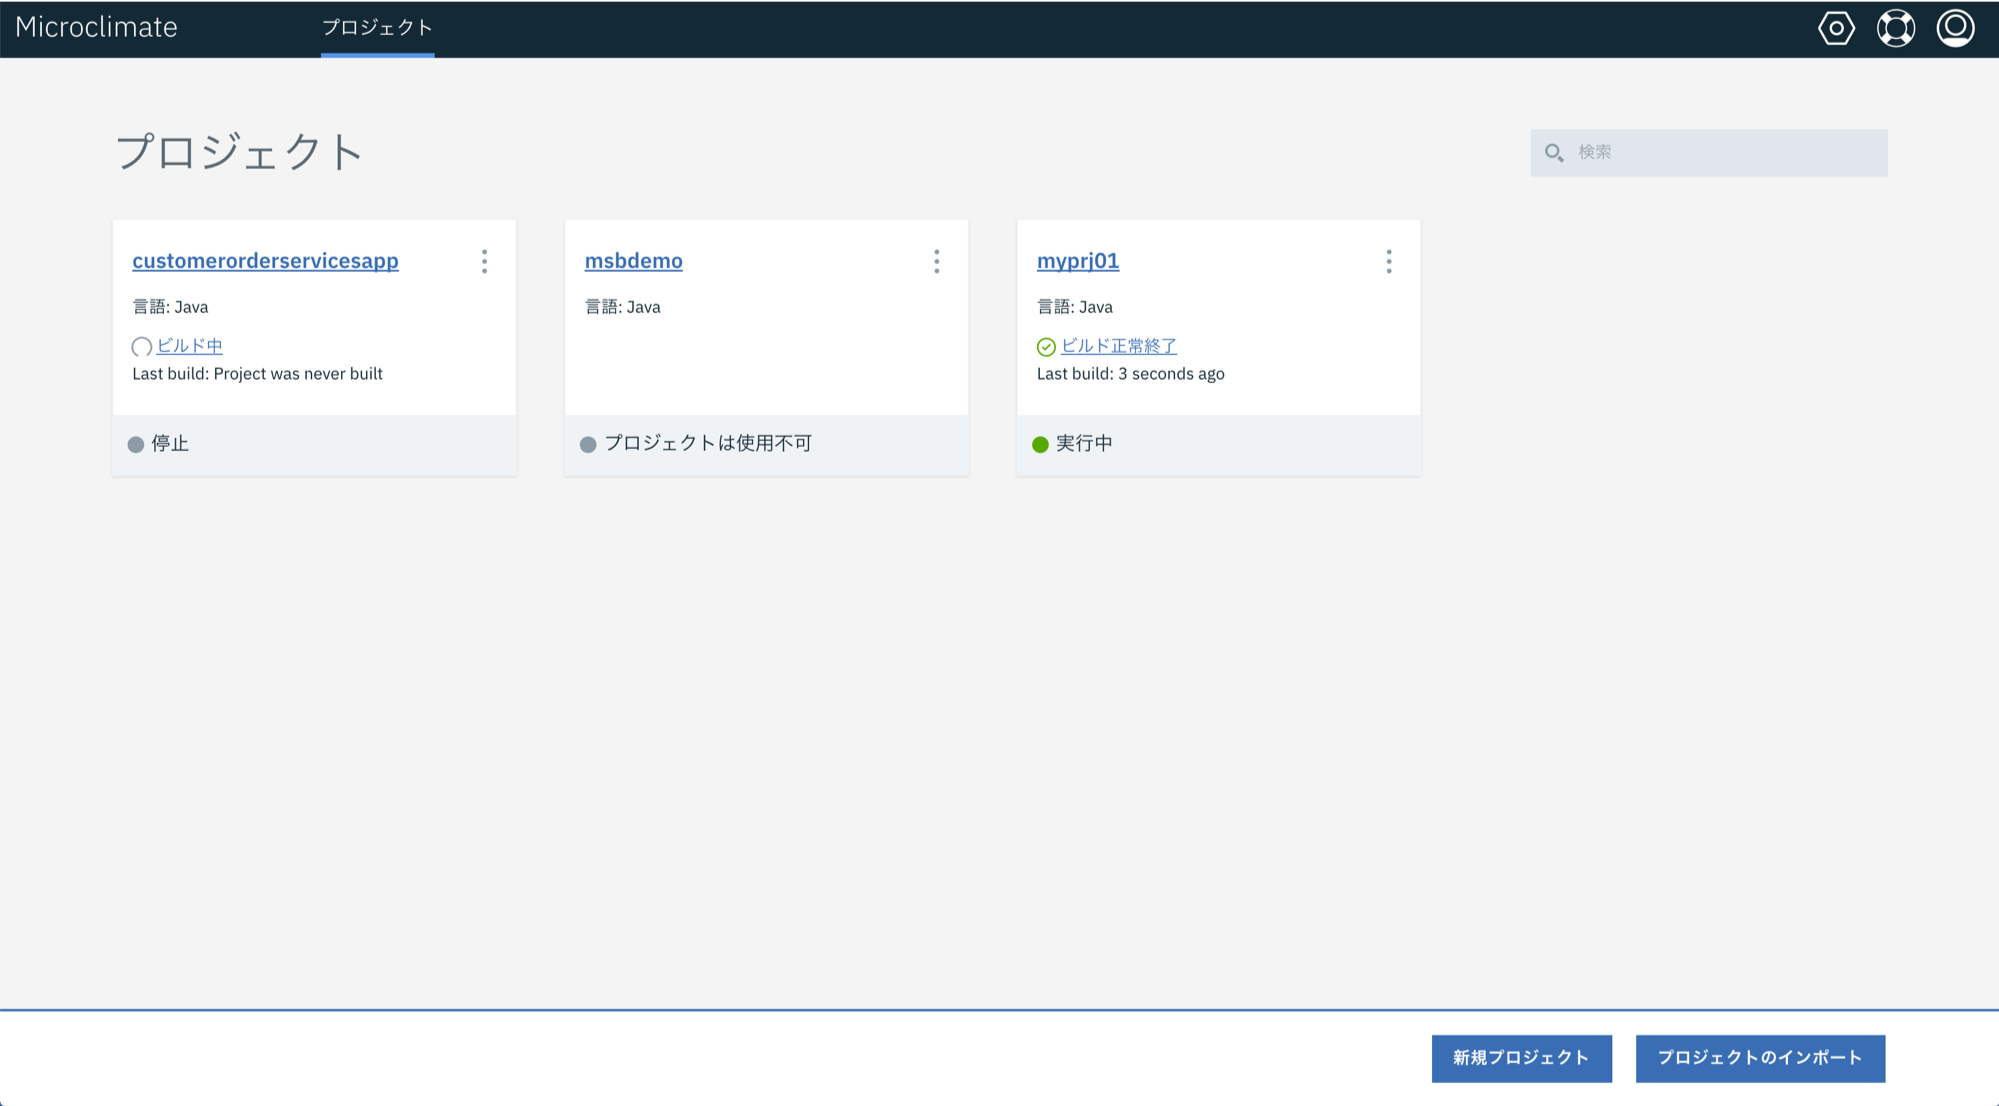 Microclimate
プロジェクト
プロジェクト
検索
customerorderservicesapp
言語: Java
ビルド中
Last build: Project was never built
停止
msbdemo
言語: Java
プロジェクトは使用不可
myprj01
言語: Java
ビルド正常終了
Last build: 3 seconds ago
実行中
新規プロジェクト
プロジェクトのインポート